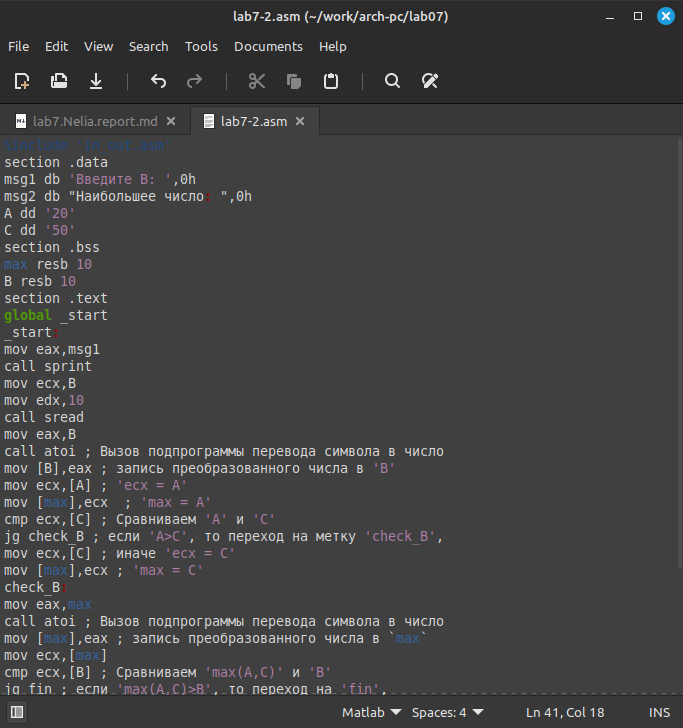 lab7-2.asm (~/work/arch-pc/lab07)
File Edit View Search Tools Documents Help
lab7.Nelia.report.md lab7-2.asm
%include 'in_out.asm'
section .data
msg1 db 'Введите B: ',0h
msg2 db "Наибольшее число: ",0h
A dd '20'
C dd '50'
section .bss
max resb 10
B resb 10
section .text
global _start
_start:
mov eax,msg1
call sprint
mov ecx,B
mov edx,10
call sread
mov eax,B
call atoi ; Вызов подпрограммы перевода символа в число
mov [B],eax ; запись преобразованного числа в 'B'
mov ecx,[A] ; 'ecx = A'
mov [max],ecx  ; 'max = A'
cmp ecx,[C] ; Сравниваем 'A' и 'С'
jg check_B ; если 'A>C', то переход на метку 'check_B',
mov ecx,[C] ; иначе 'ecx = C'
mov [max],ecx ; 'max = C'
check_B:
mov eax,max
call atoi ; Вызов подпрограммы перевода символа в число
mov [max],eax ; запись преобразованного числа в `max`
mov ecx,[max]
cmp ecx,[B] ; Сравниваем 'max(A,C)' и 'B'
jg fin ; если 'max(A,C)>B', то переход на 'fin',
Matlab Spaces: 4 Ln 41, Col 18 INS